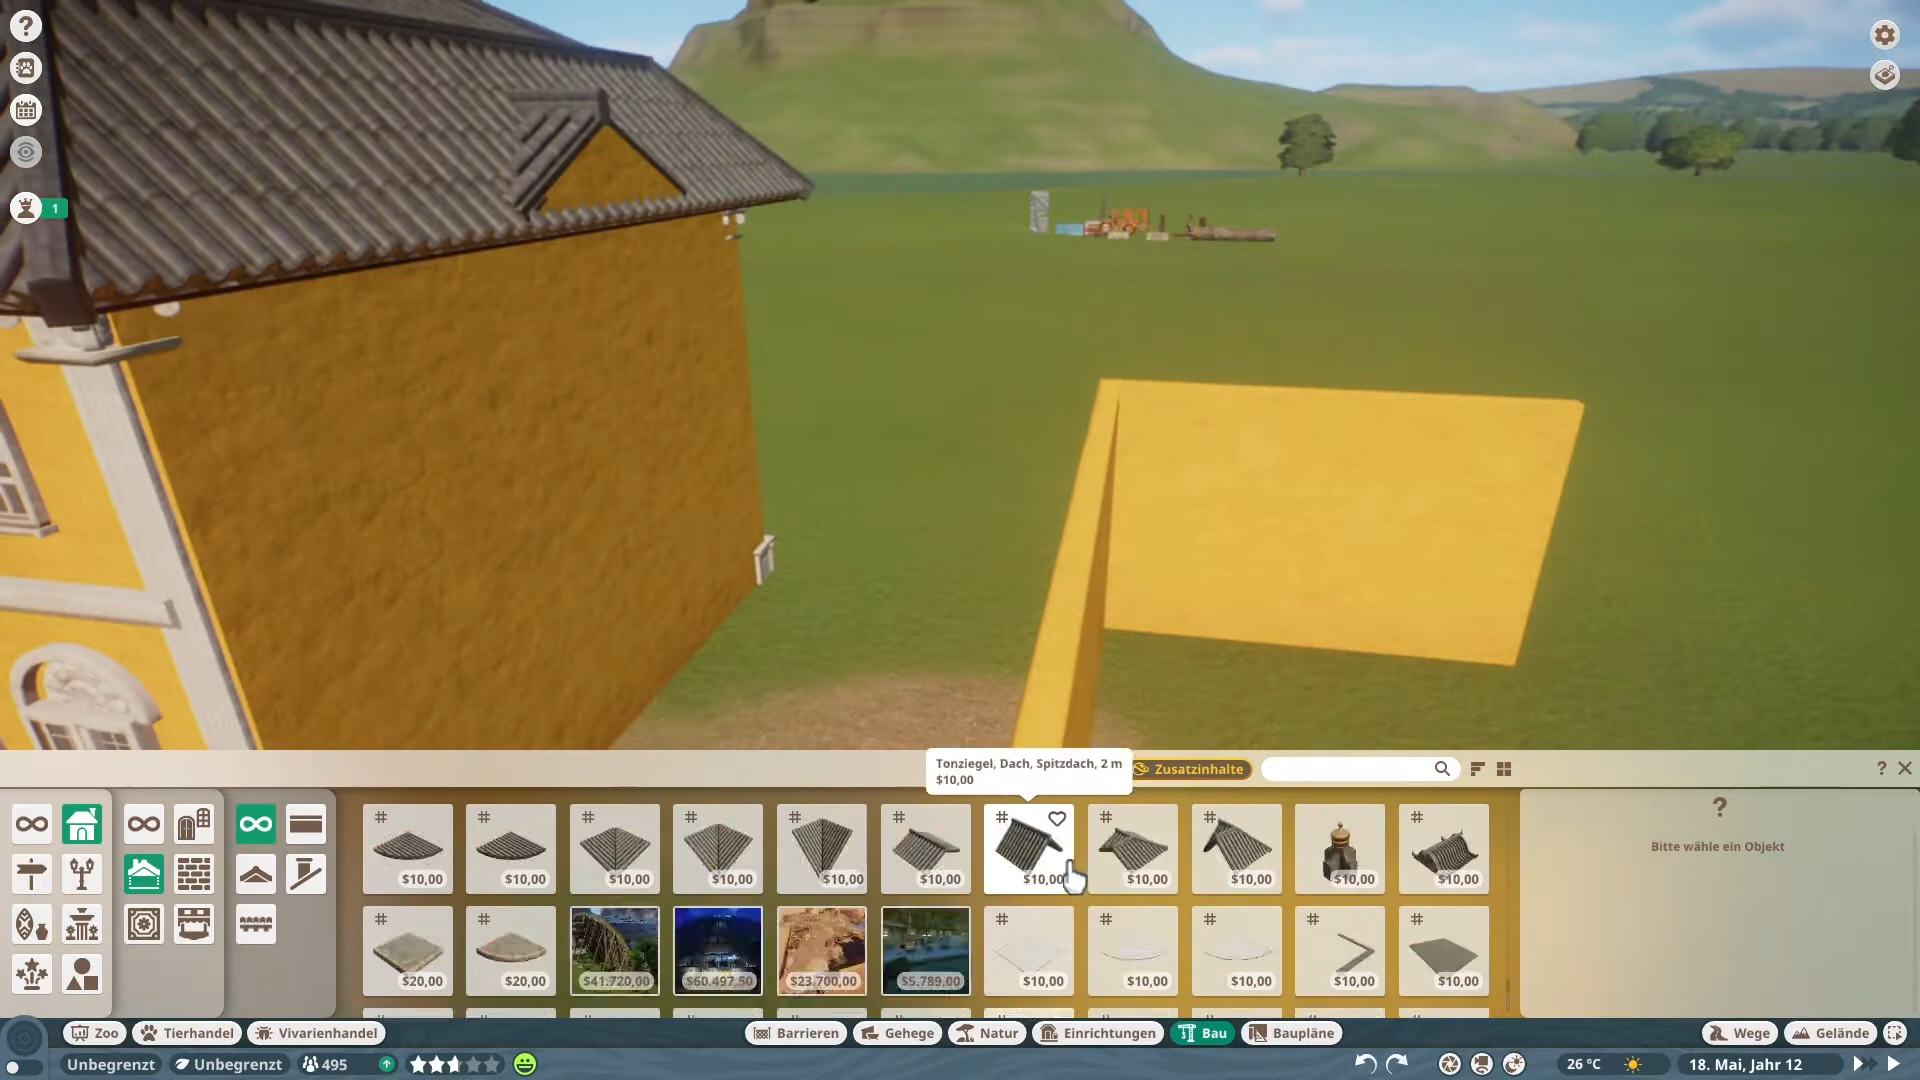 1
Tonziegel, Dach, Spitzdach, 2 m
$10,00
Zusatzinhalte
$10,00
$10,00
$10,00
$10,00
$10,00
$10,00
$10,00
$10,00
$10,00
$10,00
$10,00
Bitte wähle ein Objekt
$20,00
$20,00
$41.720,00
$60.497,50
$23.700,00
$5.789,00
$10,00
$10,00
$10,00
$10,00
$10,00
Zoo
Tierhandel
Vivarienhandel
Barrieren
Gehege
Natur
Einrichtungen
Bau
Baupläne
Wege
Gelände
Unbegrenzt
Unbegrenzt
495
26 °C
18. Mai, Jahr 12